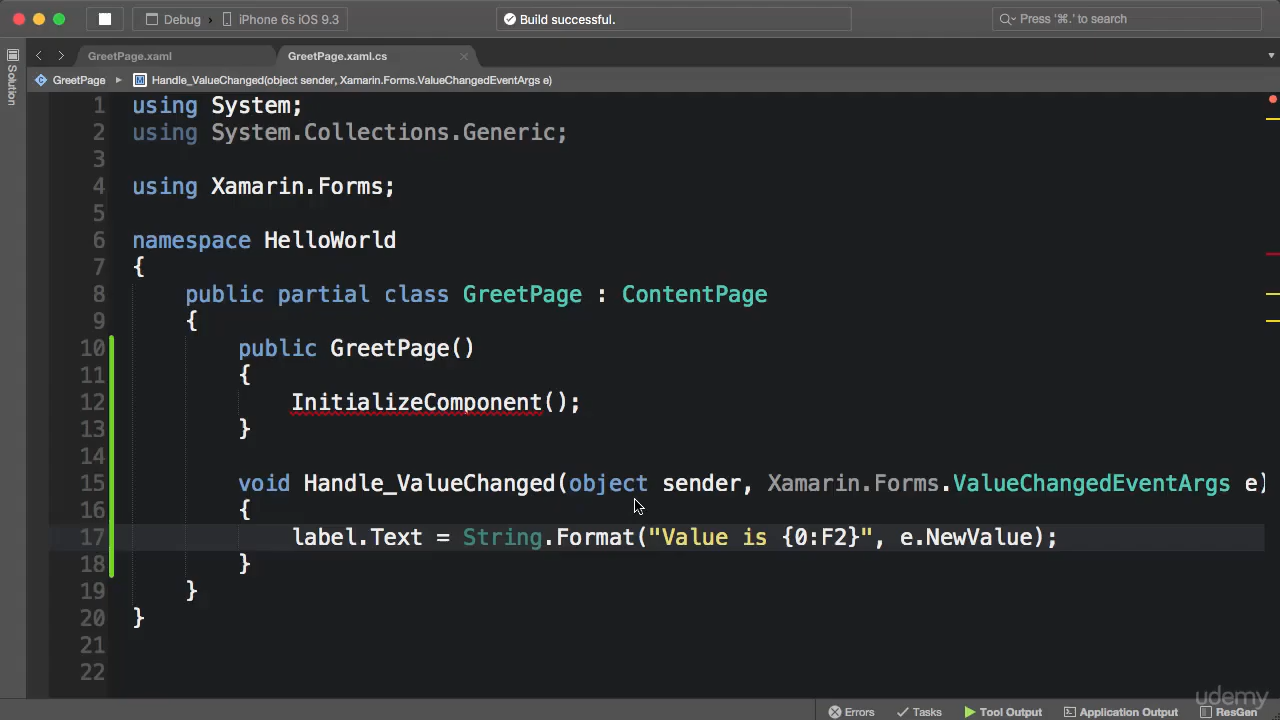 Debug › iPhone 6s iOS 9.3
Build successful.
Press '⌘.' to search
Solution
GreetPage.xaml
GreetPage.xaml.cs
GreetPage ▸ M Handle_ValueChanged(object sender, Xamarin.Forms.ValueChangedEventArgs e)
1 using System;
2 using System.Collections.Generic;
3
4 using Xamarin.Forms;
5
6 namespace HelloWorld
7 {
8 public partial class GreetPage : ContentPage
9 {
10 public GreetPage()
11 {
12 InitializeComponent();
13 }
14
15 void Handle_ValueChanged(object sender, Xamarin.Forms.ValueChangedEventArgs e)
16 {
17 label.Text = String.Format("Value is {0:F2}", e.NewValue);
18 }
19 }
20 }
21
22
udemy
Errors Tasks Tool Output Application Output ResGen